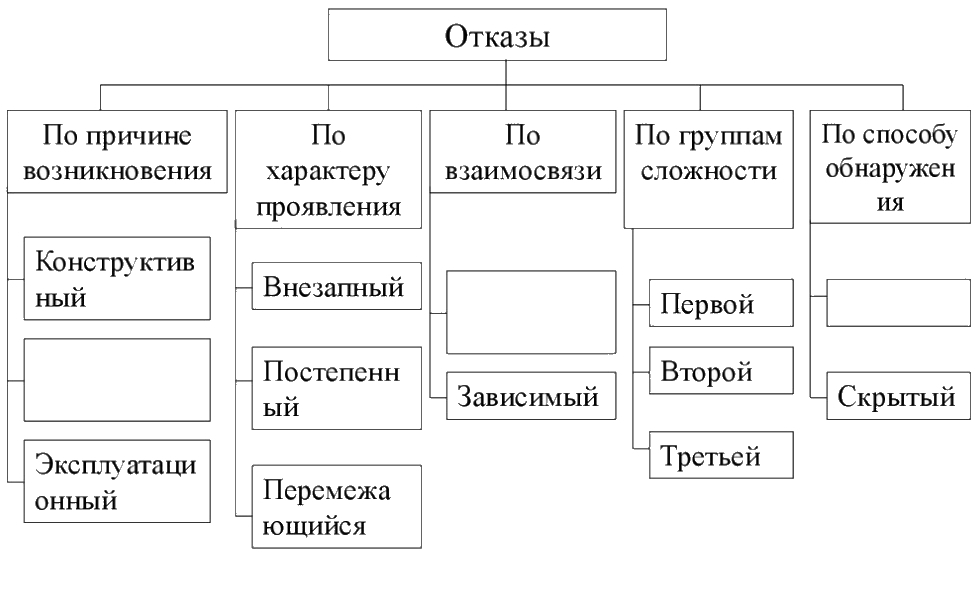 Отказы
По причине
возникновения
Конструктив
ный
Эксплуатаци
онный
По
характеру
проявления
Внезапный
Постепенн
ый
Перемежа
ющийся
По
взаимосвязи
Зависимый
По группам
сложности
Первой
Второй
Третьей
По способу
обнаружен
ия
Скрытый